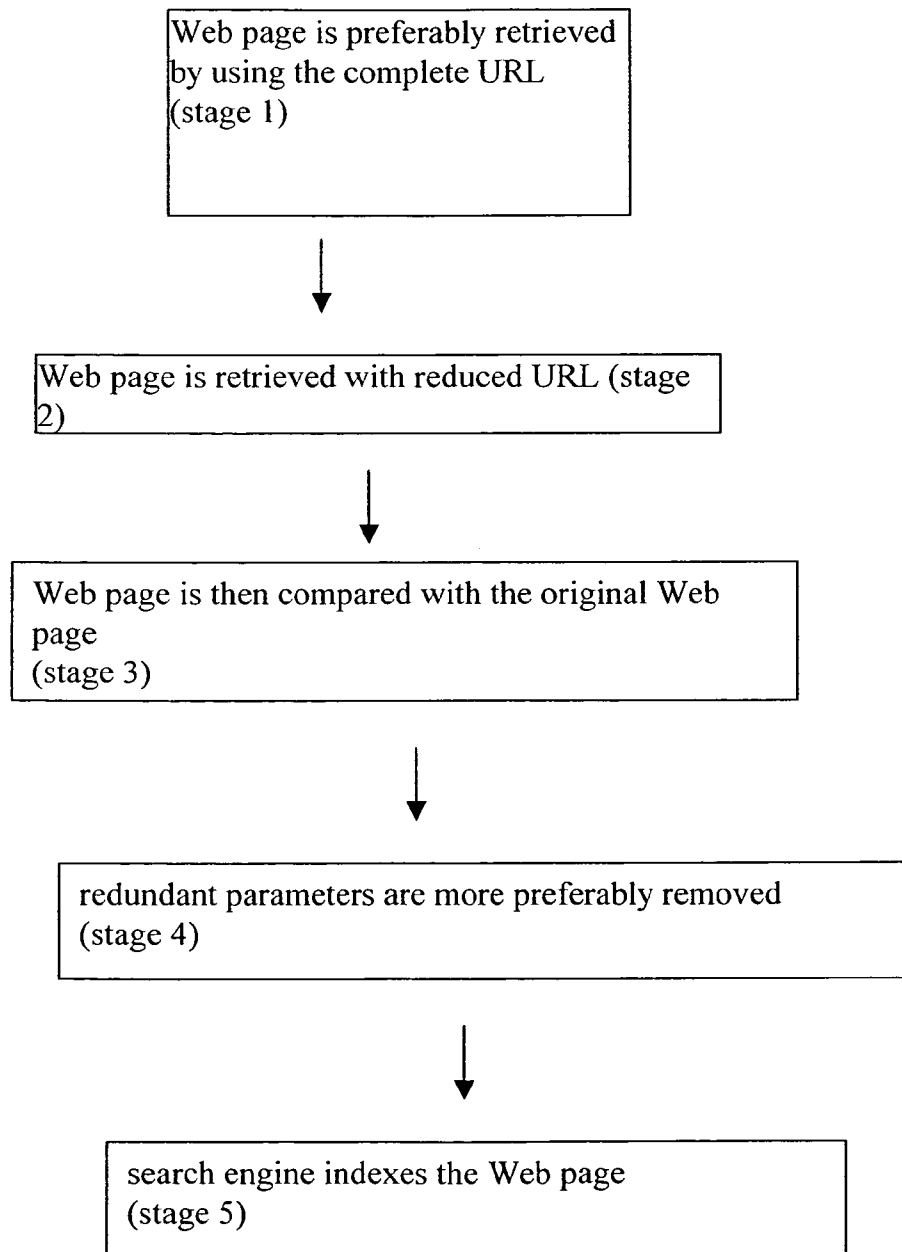 Web page is preferably retrieved
by using the complete URL
(stage 1)
Web page is retrieved with reduced URL (stage
2)
Web page is then compared with the original Web
page
(stage 3)
redundant parameters are more preferably removed
(stage 4)
search engine indexes the Web page
(stage 5)